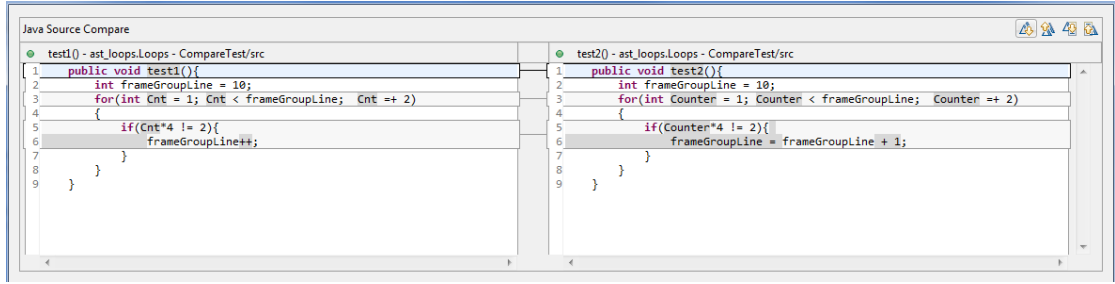 Java Source Compare
test1() - ast_loops.Loops - CompareTest/src
1 public void test1(){
2 int frameGroupLine = 10;
3 for(int Cnt = 1; Cnt < frameGroupLine; Cnt =+ 2)
4 {
5 if(Cnt*4 != 2){
6 frameGroupLine++;
7 }
8 }
9 }
test2() - ast_loops.Loops - CompareTest/src
1 public void test2(){
2 int frameGroupLine = 10;
3 for(int Counter = 1; Counter < frameGroupLine; Counter =+ 2)
4 {
5 if(Counter*4 != 2){
6 frameGroupLine = frameGroupLine + 1;
7 }
8 }
9 }